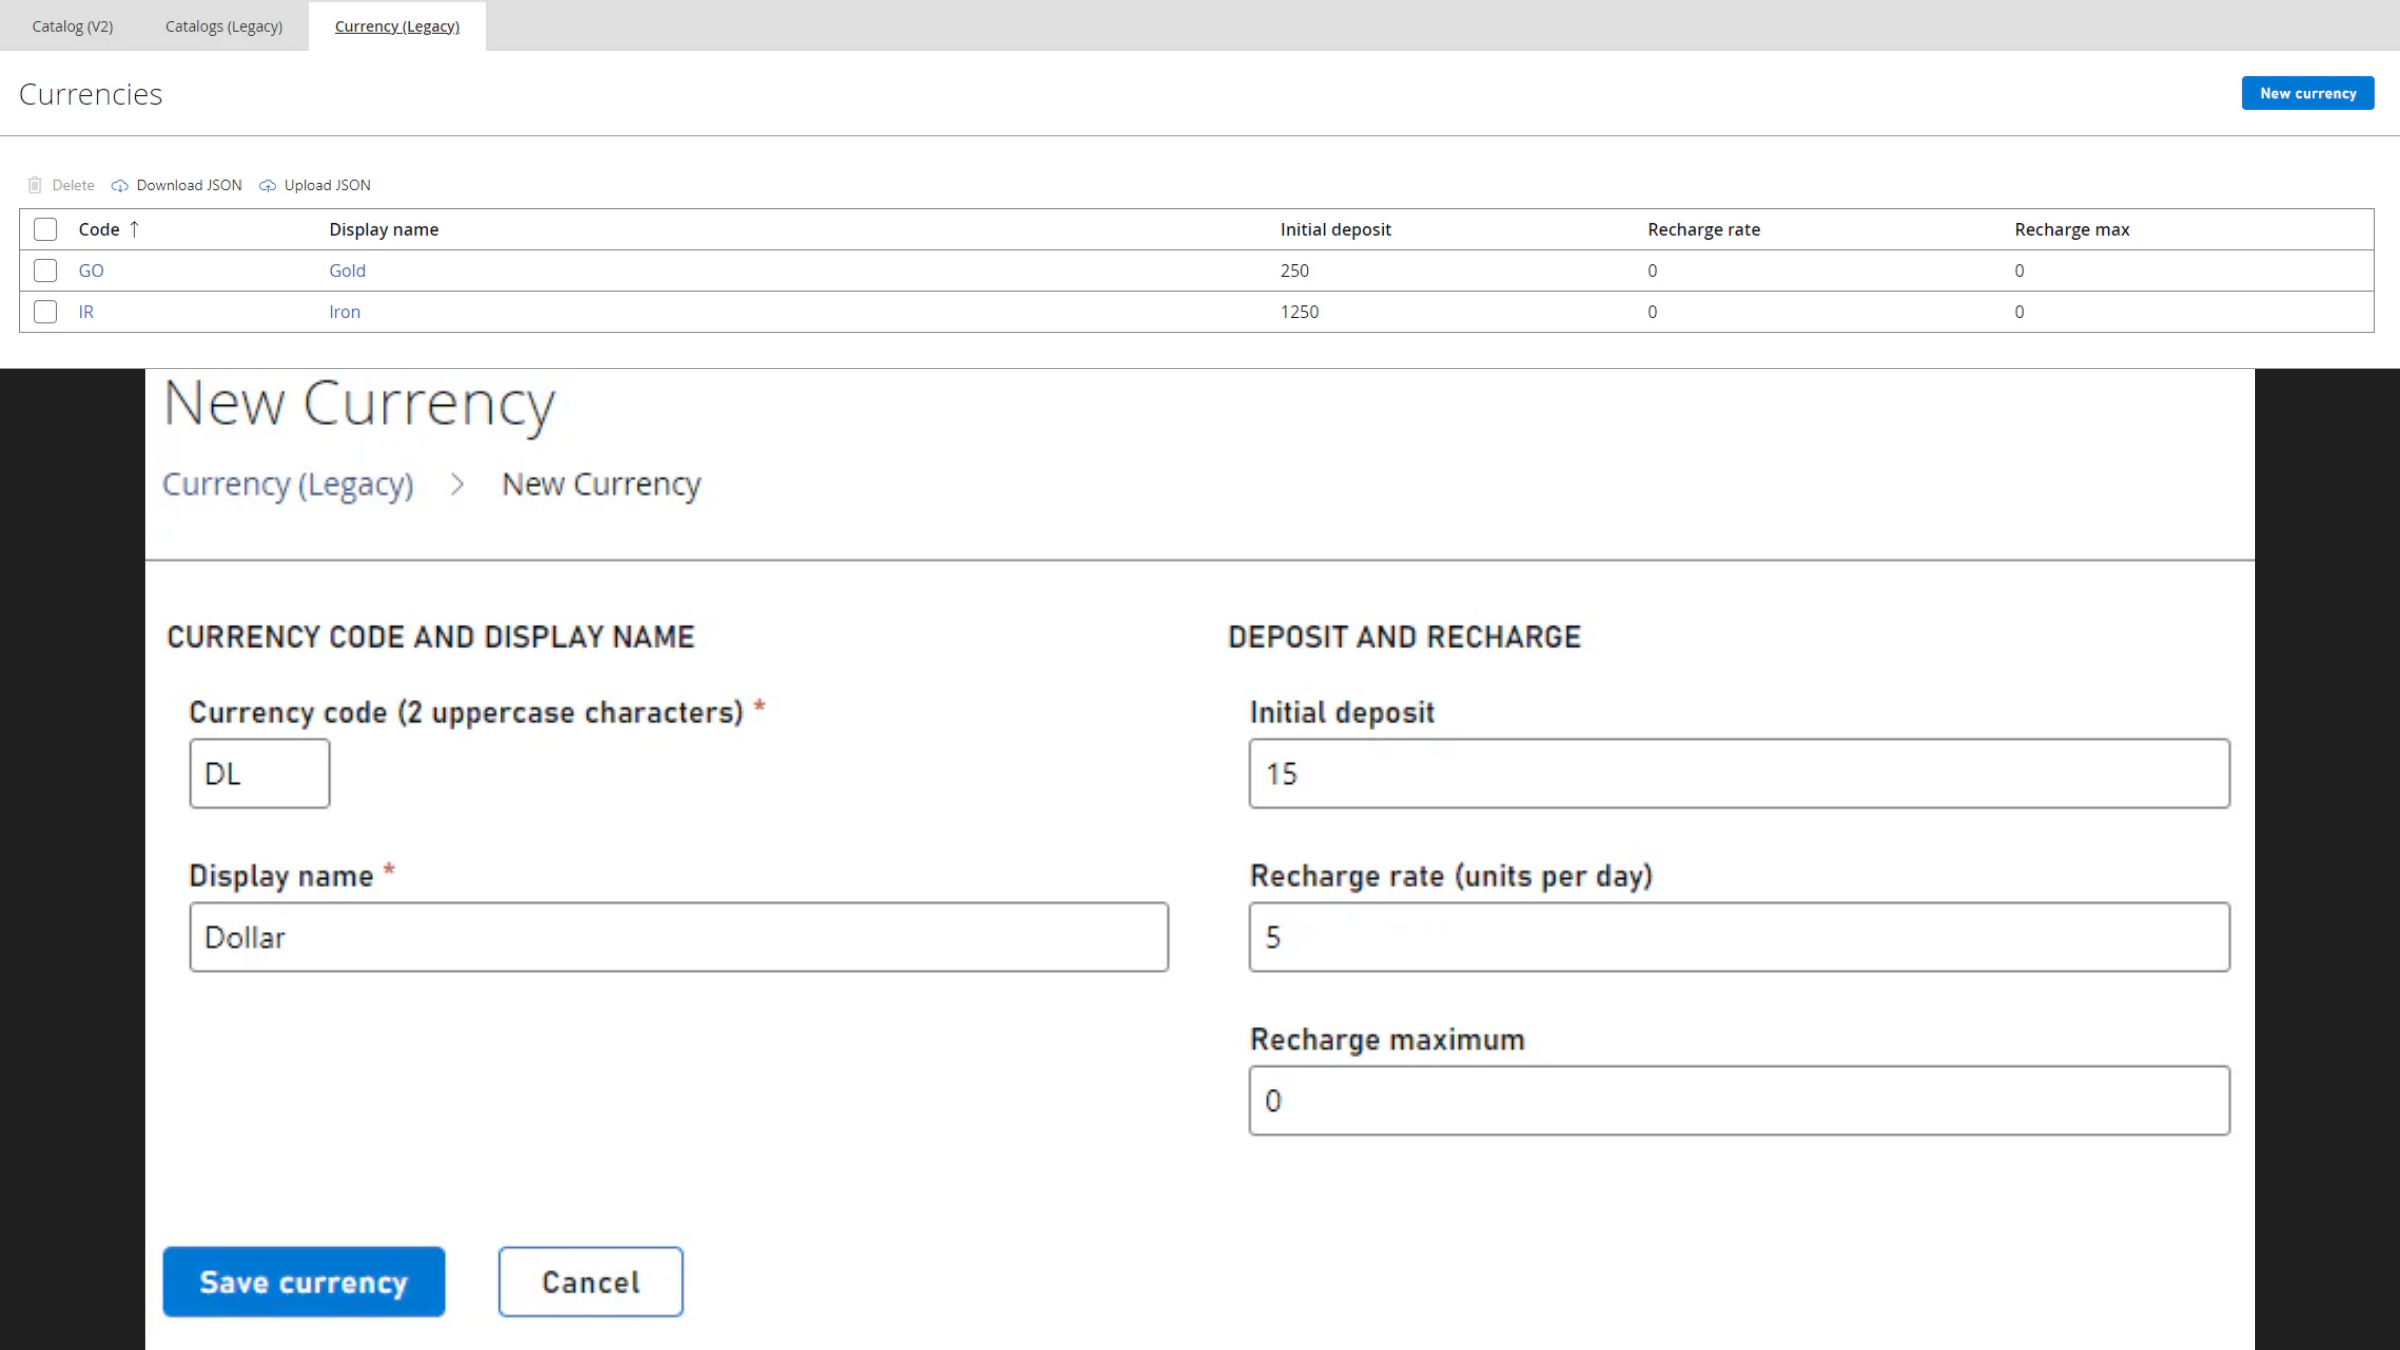 Catalog (V2) Catalogs (Legacy) Currency (Legacy)
Currencies New currency
Delete Download JSON Upload JSON
Code ↑ Display name Initial deposit Recharge rate Recharge max
GO Gold 250 0 0
IR Iron 1250 0 0
New Currency
Currency (Legacy) > New Currency
CURRENCY CODE AND DISPLAY NAME
Currency code (2 uppercase characters) *
DL
Display name *
Dollar
DEPOSIT AND RECHARGE
Initial deposit
15
Recharge rate (units per day)
5
Recharge maximum
0
Save currency Cancel